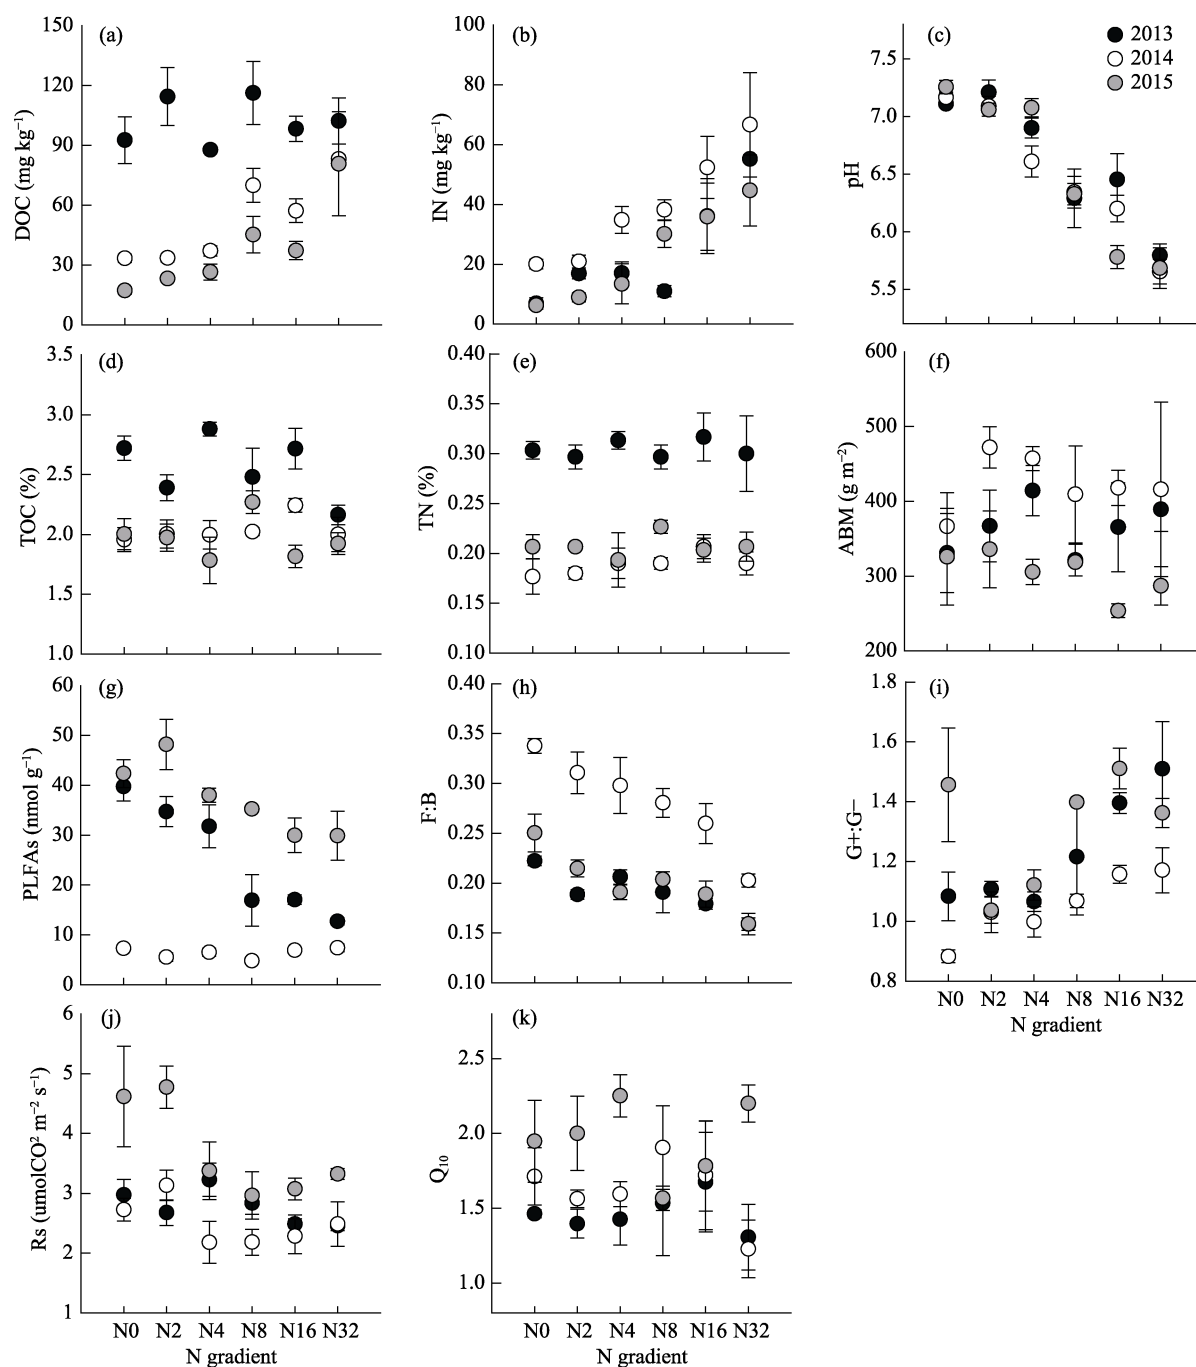 (a)
150
120
90
60
30
0
DOC (mg kg⁻¹)
(b)
100
80
60
40
20
0
IN (mg kg⁻¹)
(c)
2013
2014
2015
7.5
7.0
6.5
6.0
5.5
pH
(d)
3.5
3.0
2.5
2.0
1.5
1.0
TOC (%)
(e)
0.40
0.35
0.30
0.25
0.20
0.15
0.10
TN (%)
(f)
600
500
400
300
200
ABM (g m⁻²)
(g)
60
50
40
30
20
10
0
PLFAs (nmol g⁻¹)
(h)
0.40
0.35
0.30
0.25
0.20
0.15
0.10
F:B
(i)
1.8
1.6
1.4
1.2
1.0
0.8
G+:G−
N0 N2 N4 N8 N16 N32
N gradient
(j)
6
5
4
3
2
1
Rs (umolCO² m⁻² s⁻¹)
N0 N2 N4 N8 N16 N32
N gradient
(k)
2.5
2.0
1.5
1.0
Q₁₀
N0 N2 N4 N8 N16 N32
N gradient